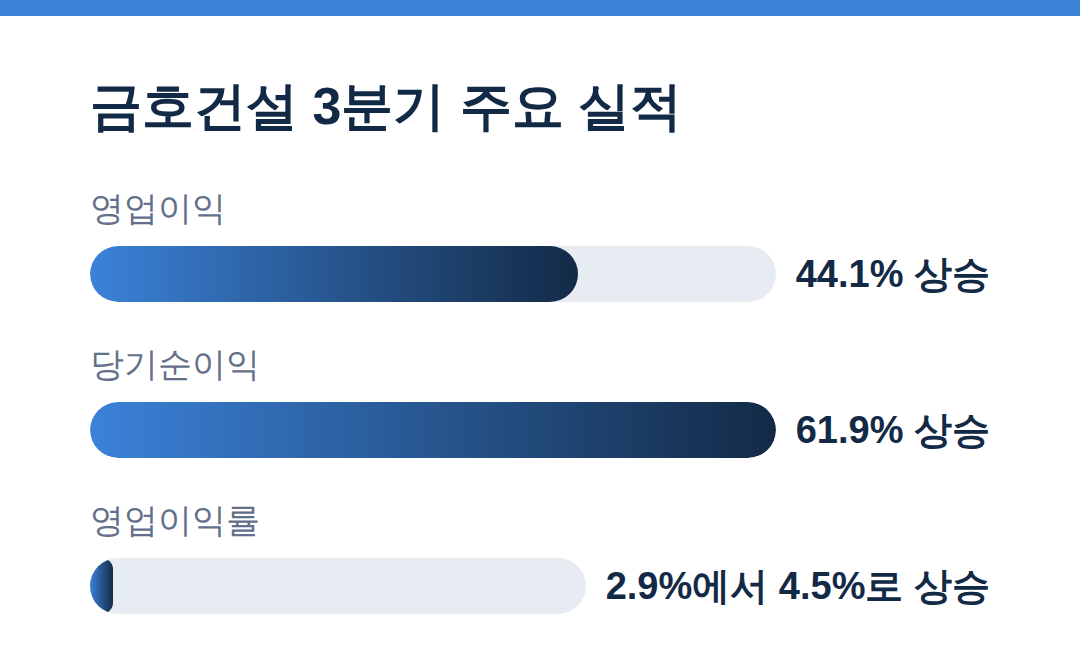 금호건설 3분기 주요 실적
영업이익
44.1% 상승
당기순이익
61.9% 상승
영업이익률
2.9%에서 4.5%로 상승